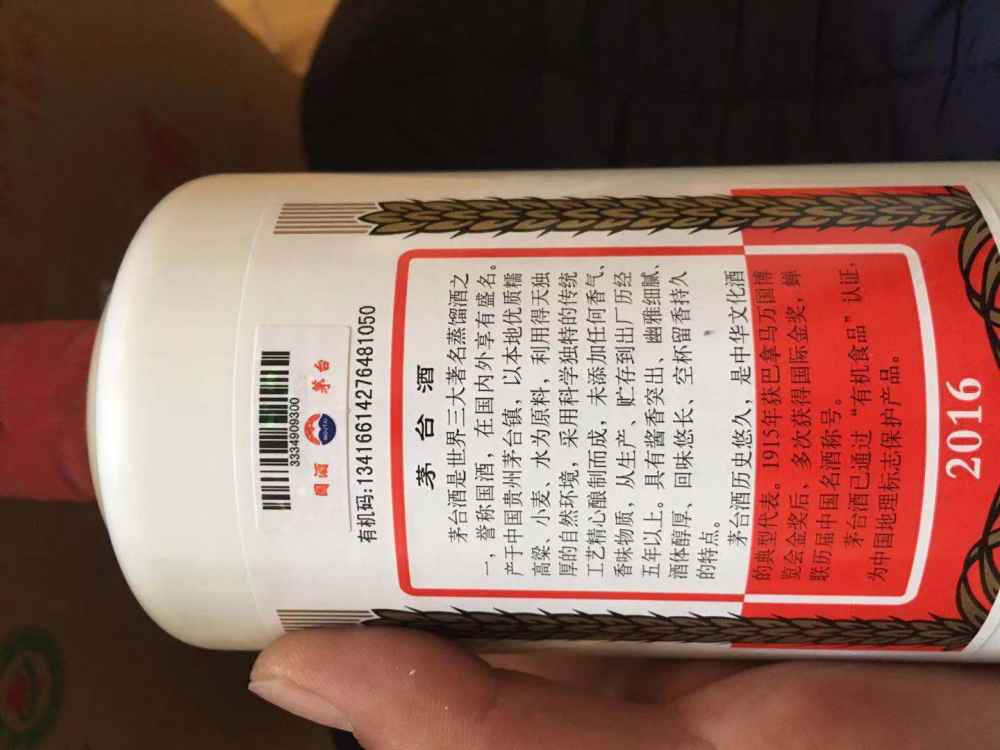 3334909300
国酒 茅台
MOUTAI
有机码:13416614276481050
茅台酒
茅台酒是世界三大著名蒸馏酒之
一，誉称国酒，在国内外享有盛名。
产于中国贵州茅台镇，以本地优质糯
高粱、小麦、水为原料，利用得天独
厚的自然环境，采用科学独特的传统
工艺精心酿制而成，未添加任何香气、
香味物质，从生产、贮存到出厂历经
五年以上。具有酱香突出、幽雅细腻、
酒体醇厚、回味悠长、空杯留香持久
的特点。
茅台酒历史悠久，是中华文化酒
的典型代表。1915年获巴拿马万国博
览会金奖后，多次获得国际金奖，蝉
联历届中国名酒称号。
茅台酒已通过“有机食品”认证，
为中国地理标志保护产品。
2016